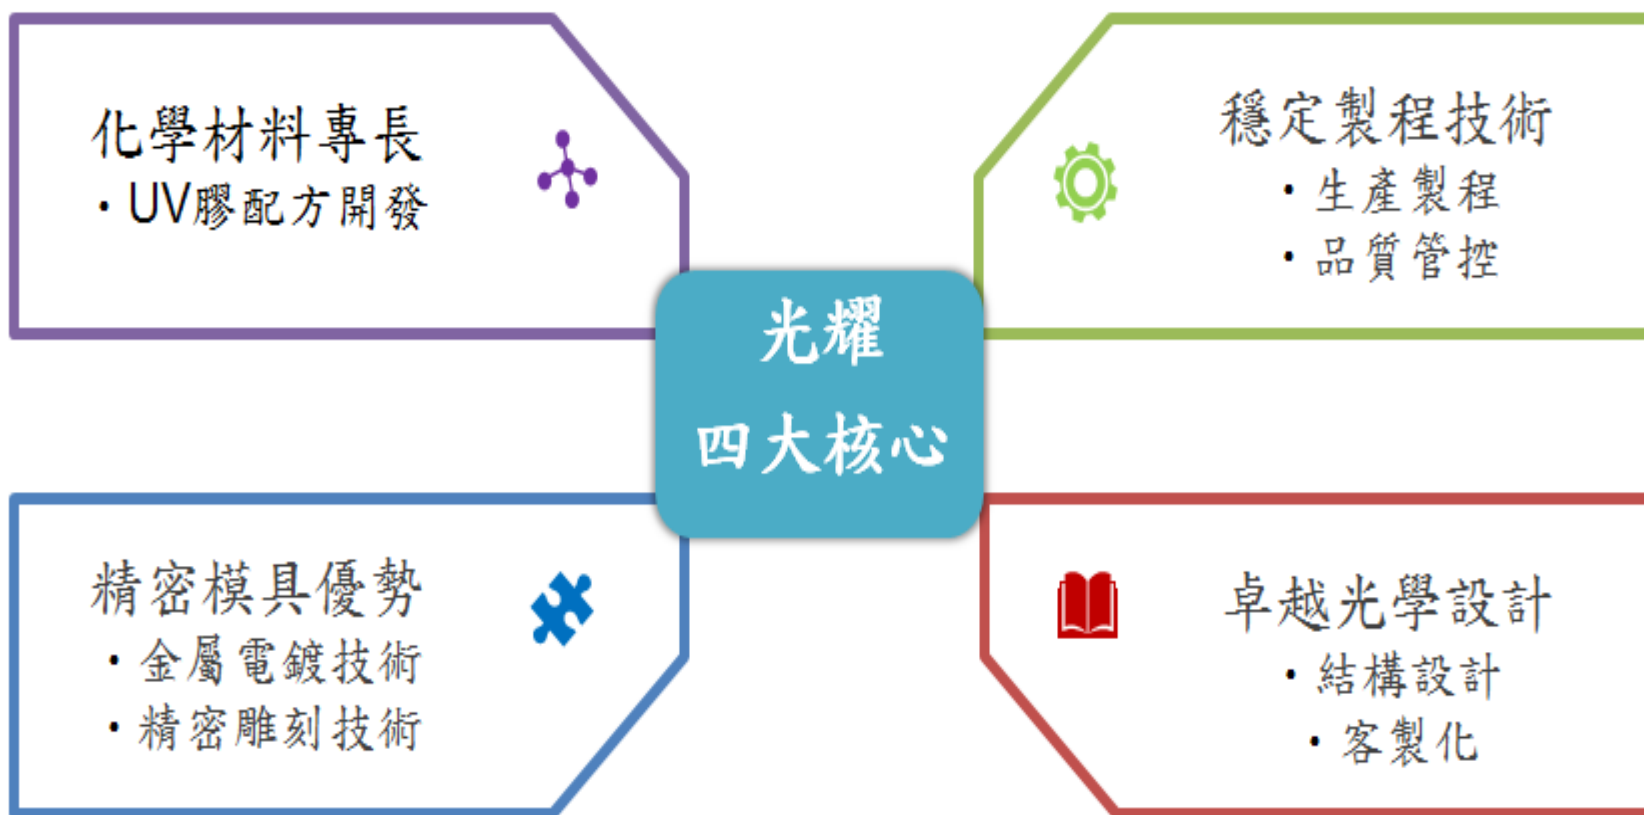 化學材料專長
・UV膠配方開發
穩定製程技術
・生產製程
・品質管控
光耀
四大核心
精密模具優勢
・金屬電鍍技術
・精密雕刻技術
卓越光學設計
・結構設計
・客製化